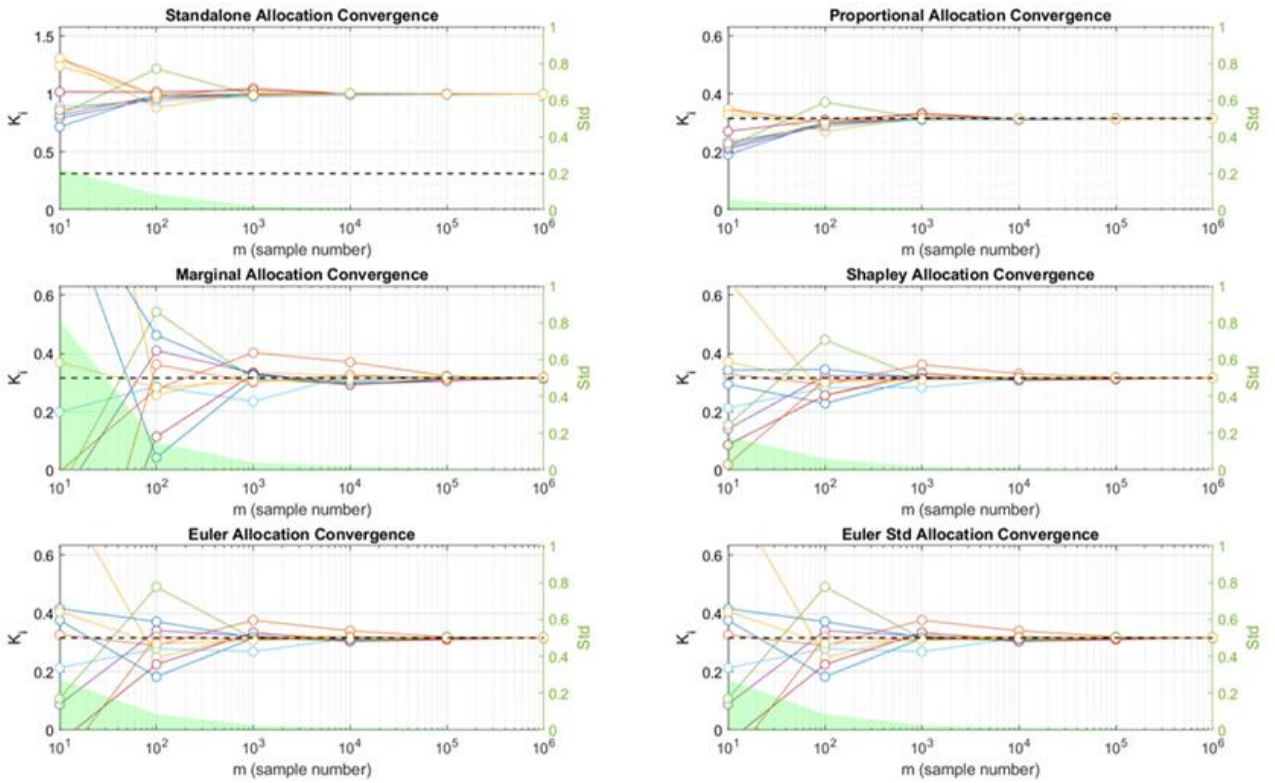 Standalone Allocation Convergence
1.5
1
0.5
0
K_i
1
0.8
0.6
0.4
0.2
0
Std
10^1 10^2 10^3 10^4 10^5 10^6
m (sample number)
Proportional Allocation Convergence
0.6
0.4
0.2
0
K_i
1
0.8
0.6
0.4
0.2
0
Std
10^1 10^2 10^3 10^4 10^5 10^6
m (sample number)
Marginal Allocation Convergence
0.6
0.4
0.2
0
K_i
1
0.8
0.6
0.4
0.2
0
Std
10^1 10^2 10^3 10^4 10^5 10^6
m (sample number)
Shapley Allocation Convergence
0.6
0.4
0.2
0
K_i
1
0.8
0.6
0.4
0.2
0
Std
10^1 10^2 10^3 10^4 10^5 10^6
m (sample number)
Euler Allocation Convergence
0.6
0.4
0.2
0
K_i
1
0.8
0.6
0.4
0.2
0
Std
10^1 10^2 10^3 10^4 10^5 10^6
m (sample number)
Euler Std Allocation Convergence
0.6
0.4
0.2
0
K_i
1
0.8
0.6
0.4
0.2
0
Std
10^1 10^2 10^3 10^4 10^5 10^6
m (sample number)